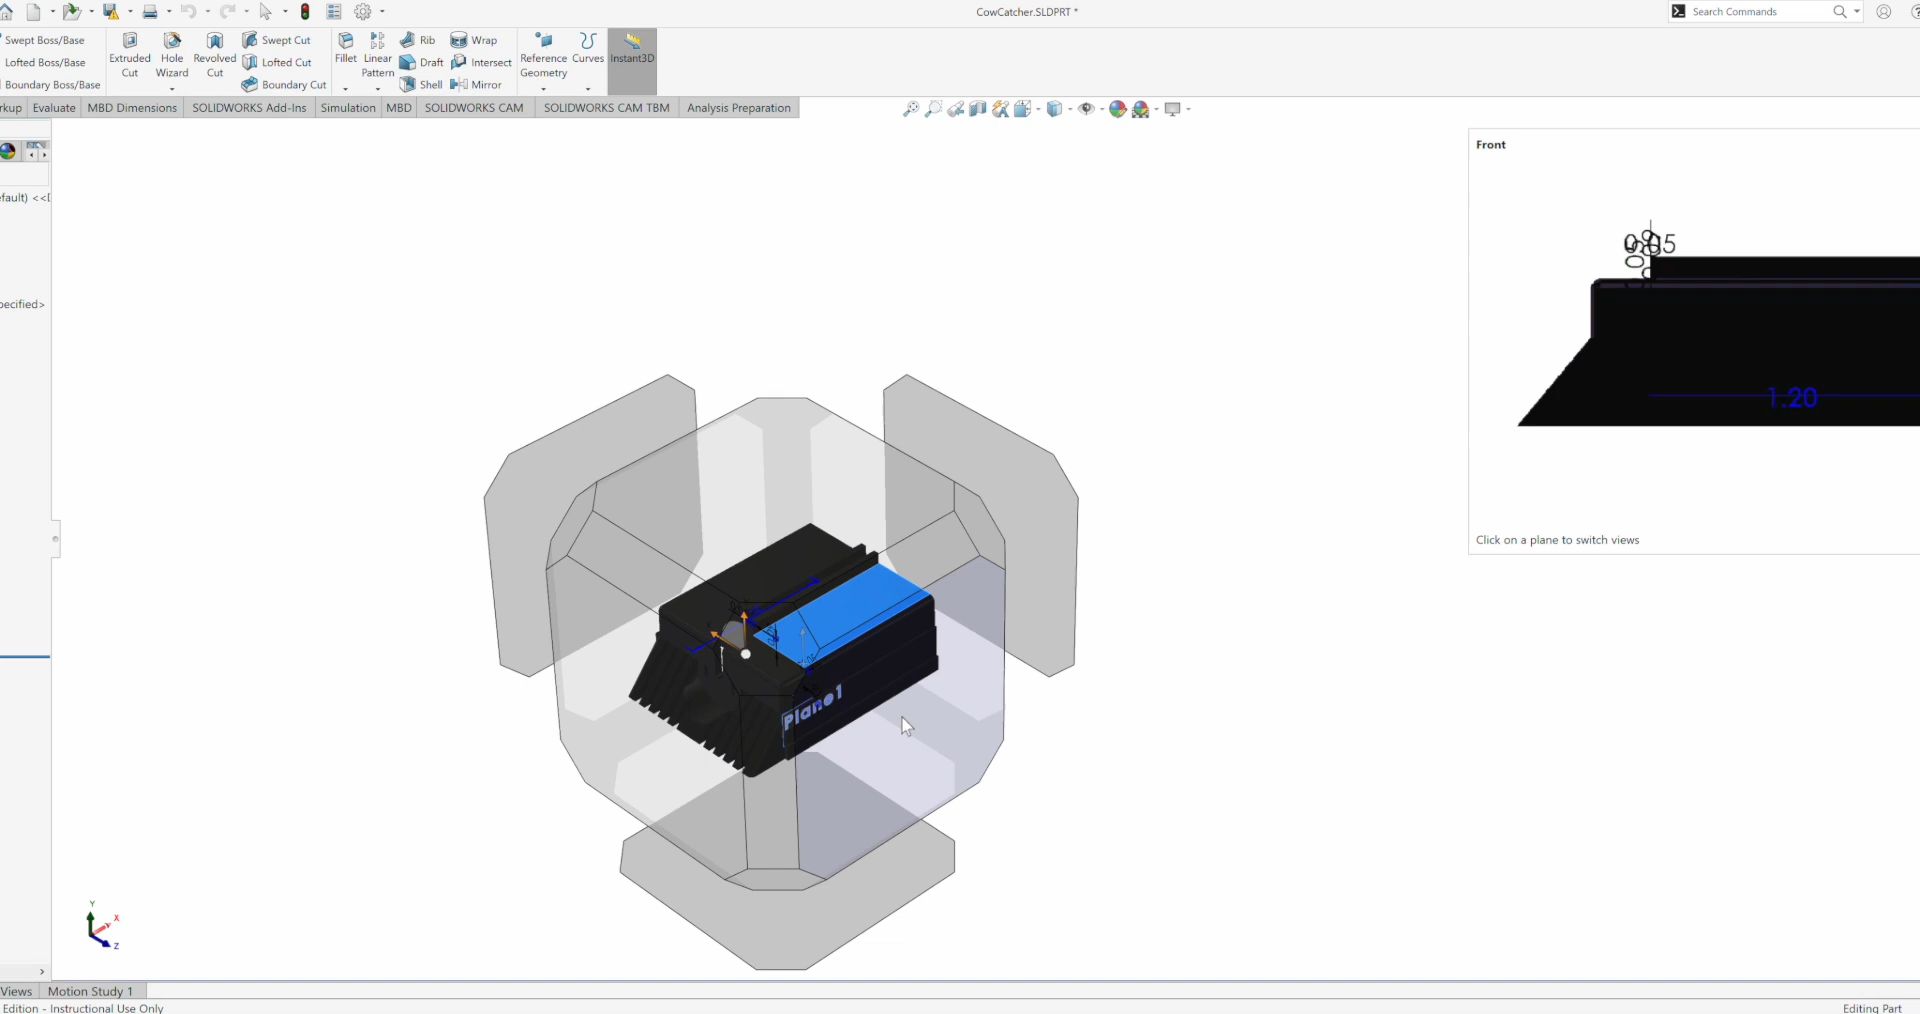 CowCatcher.SLDPRT *
Search Commands
Swept Boss/Base
Lofted Boss/Base
Boundary Boss/Base
Extruded Cut
Hole Wizard
Revolved Cut
Swept Cut
Lofted Cut
Boundary Cut
Fillet
Linear Pattern
Rib
Draft
Shell
Wrap
Intersect
Mirror
Reference Geometry
Curves
Instant3D
rkup
Evaluate
MBD Dimensions
SOLIDWORKS Add-Ins
Simulation
MBD
SOLIDWORKS CAM
SOLIDWORKS CAM TBM
Analysis Preparation
efault) <<D
pecified>
Front
1.20
Click on a plane to switch views
Plane1
Y
X
Z
Views
Motion Study 1
Edition - Instructional Use Only
Editing Part